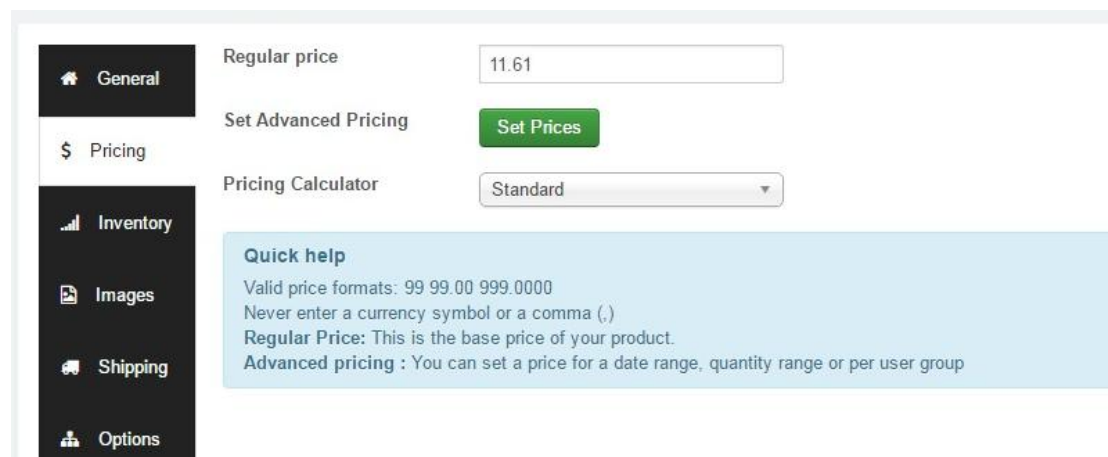 General
Pricing
Inventory
Images
Shipping
Options
Regular price
11.61
Set Advanced Pricing
Set Prices
Pricing Calculator
Standard
Quick help
Valid price formats: 99 99.00 999.0000
Never enter a currency symbol or a comma (,)
Regular Price: This is the base price of your product.
Advanced pricing : You can set a price for a date range, quantity range or per user group